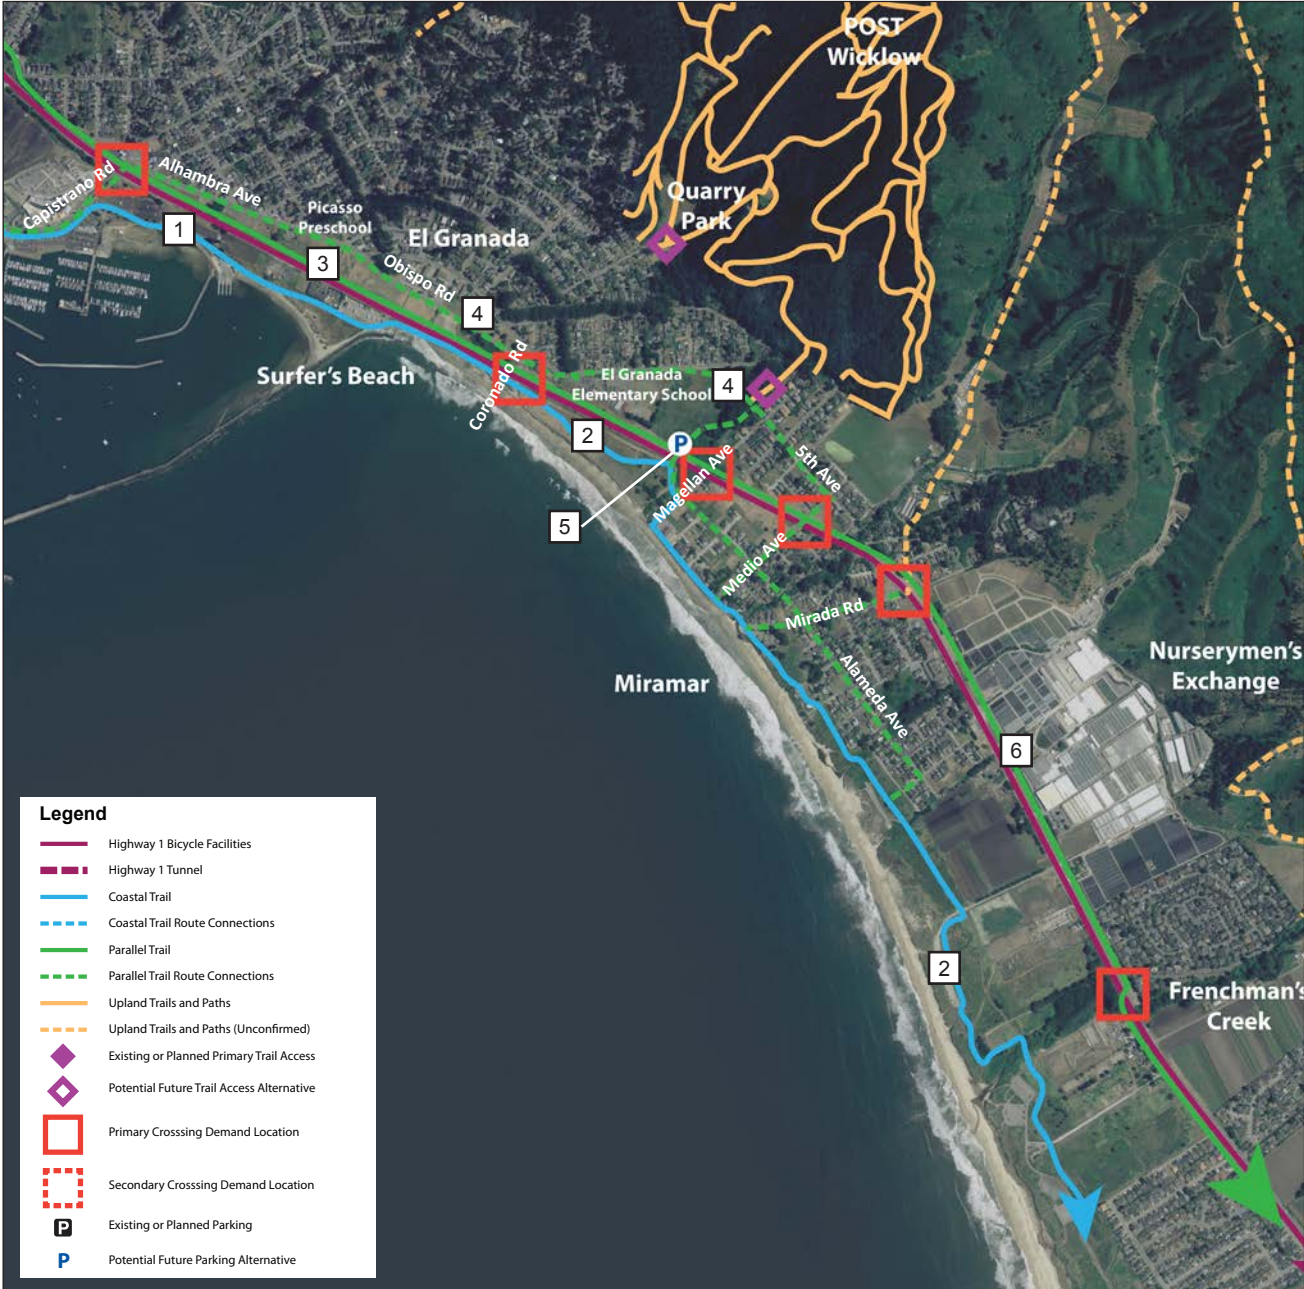 POST
Wicklow
Capistrano Rd
Alhambra Ave
Quarry
Park
Picasso
Preschool
1
El Granada
3
Obispo Rd
4
Surfer's Beach
Coronado Rd
El Granada
Elementary School
4
2
P
Magellan Ave
5th Ave
5
Medio Ave
Mirada Rd
Nurserymen's
Exchange
Miramar
Alameda Ave
6
2
Frenchman's
Creek
Legend
Highway 1 Bicycle Facilities
Highway 1 Tunnel
Coastal Trail
Coastal Trail Route Connections
Parallel Trail
Parallel Trail Route Connections
Upland Trails and Paths
Upland Trails and Paths (Unconfirmed)
Existing or Planned Primary Trail Access
Potential Future Trail Access Alternative
Primary Crosssing Demand Location
Secondary Crosssing Demand Location
P Existing or Planned Parking
P Potential Future Parking Alternative